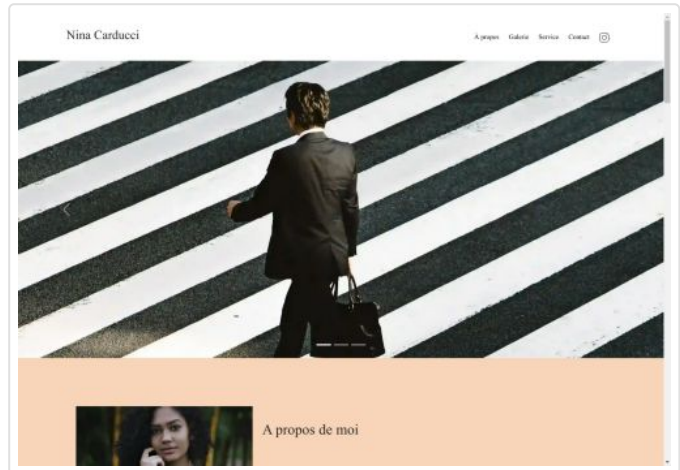 Nina Carducci
A propos Galerie Service Contact
A propos de moi